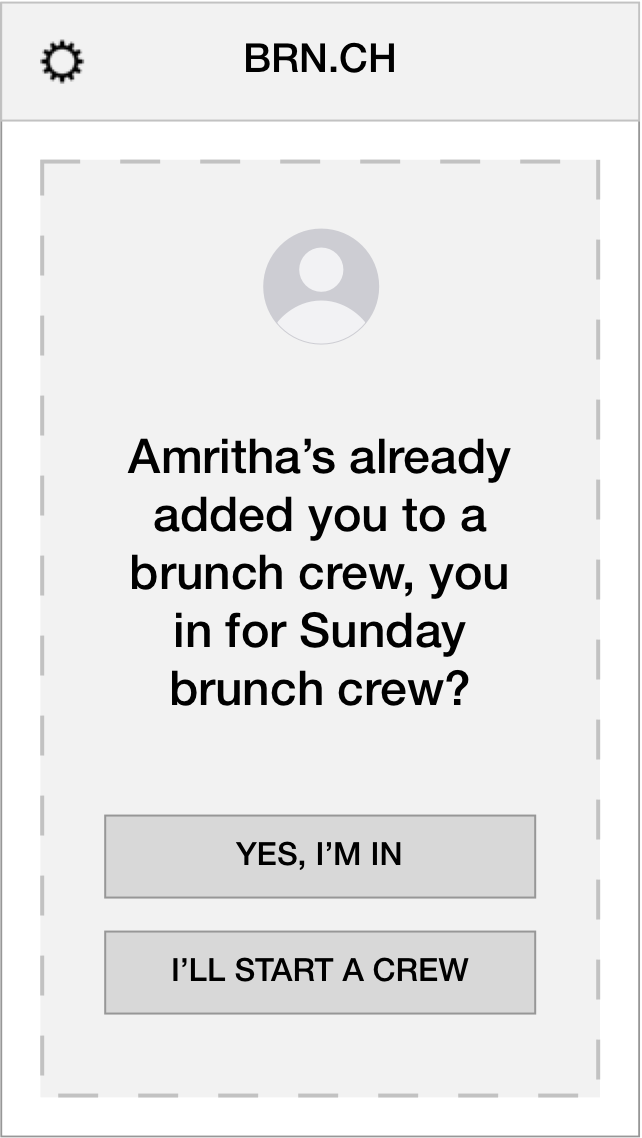 BRN.CH
Amritha’s already
added you to a
brunch crew, you
in for Sunday
brunch crew?
YES, I’M IN
I’LL START A CREW